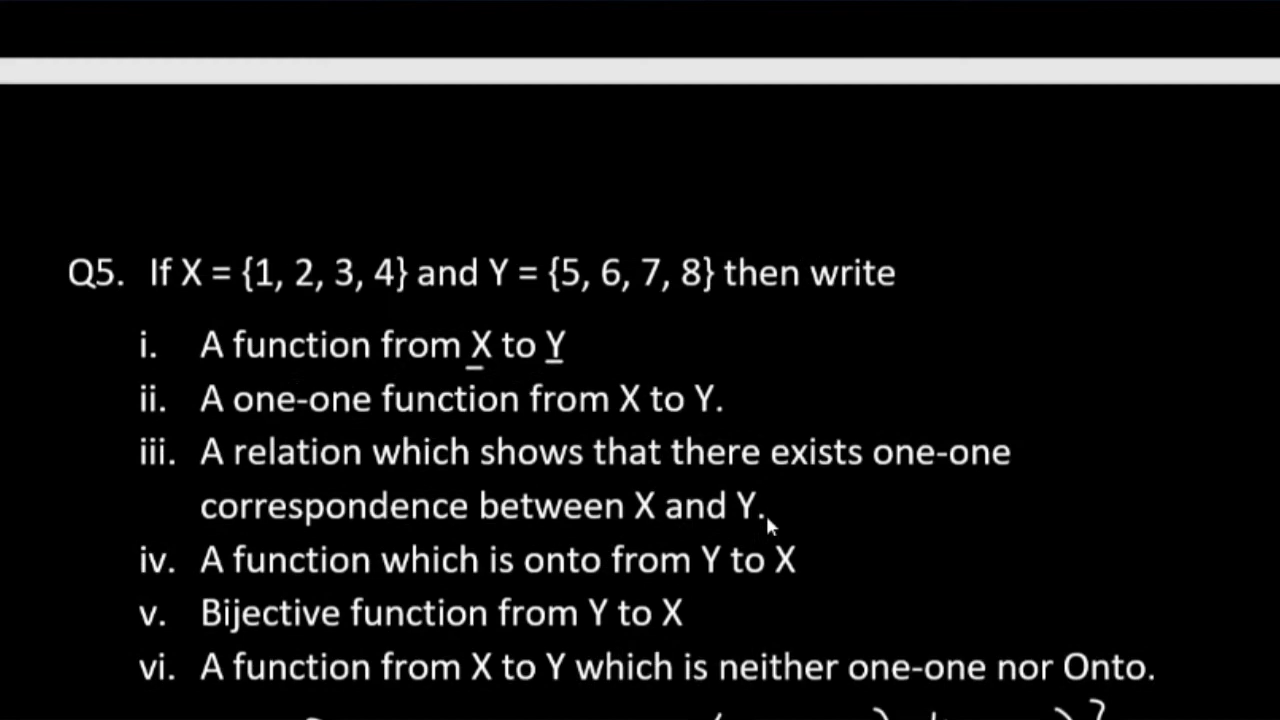 Q5. If X = {1, 2, 3, 4} and Y = {5, 6, 7, 8} then write
i. A function from X to Y
ii. A one-one function from X to Y.
iii. A relation which shows that there exists one-one
correspondence between X and Y.
iv. A function which is onto from Y to X
v. Bijective function from Y to X
vi. A function from X to Y which is neither one-one nor Onto.